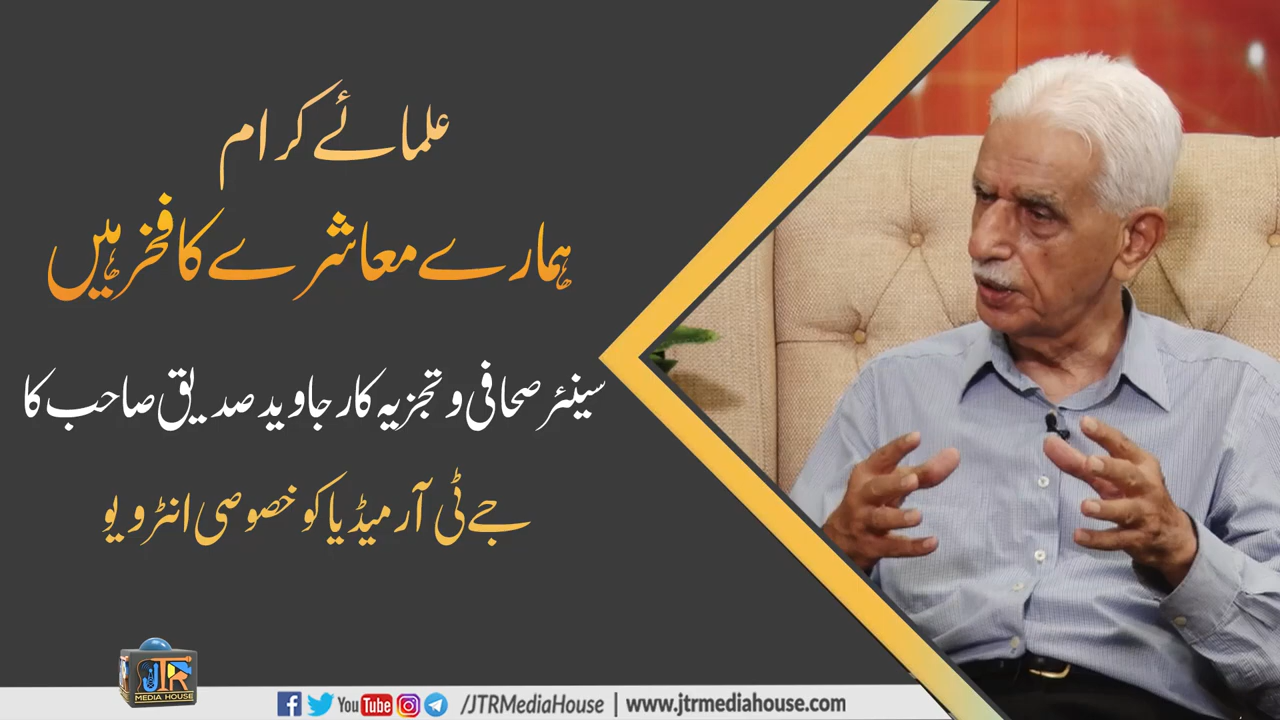 علمائے کرام
ہمارے معاشرے کا فخر ہیں
سینئر صحافی و تجزیہ کار جاوید صدیق صاحب کا
جے ٹی آر میڈیا کو خصوصی انٹرویو
JTR
MEDIA HOUSE
You Tube /JTRMediaHouse | www.jtrmediahouse.com